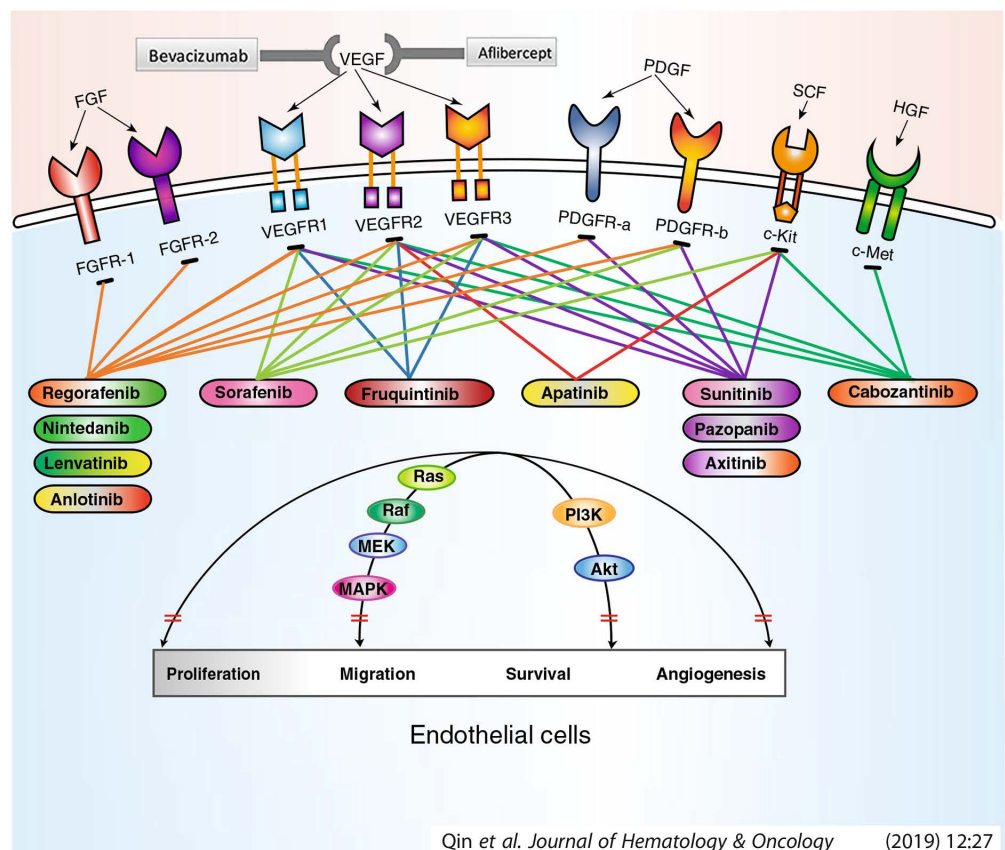 Bevacizumab
VEGF
Aflibercept
FGF
PDGF
SCF
HGF
FGFR-1
FGFR-2
VEGFR1
VEGFR2
VEGFR3
PDGFR-a
PDGFR-b
c-Kit
c-Met
Regorafenib
Sorafenib
Fruquintinib
Apatinib
Sunitinib
Cabozantinib
Nintedanib
Pazopanib
Lenvatinib
Axitinib
Anlotinib
Ras
Raf
MEK
MAPK
PI3K
Akt
Proliferation Migration Survival Angiogenesis
Endothelial cells
Qin et al. Journal of Hematology & Oncology (2019) 12:27